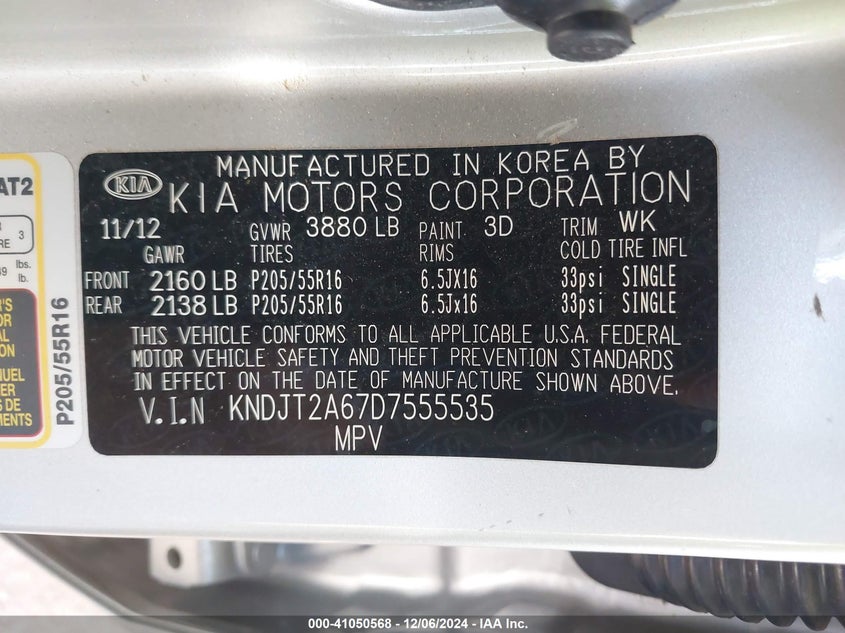 MANUFACTURED IN KOREA BY
KIA KIA MOTORS CORPORATION
11/12 GVWR 3880 LB PAINT 3D TRIM WK
GAWR TIRES RIMS COLD TIRE INFL
FRONT 2160 LB P205/55R16 6.5JX16 33psi SINGLE
REAR 2138 LB P205/55R16 6.5Jx16 33psi SINGLE
THIS VEHICLE CONFORMS TO ALL APPLICABLE U.S.A. FEDERAL
MOTOR VEHICLE SAFETY AND THEFT PREVENTION STANDARDS
IN EFFECT ON THE DATE OF MANUFACTURE SHOWN ABOVE.
V.I.N KNDJT2A67D7555535
MPV
AT2
3
lbs.
lb.
P205/55R16
000-41050568 - 12/06/2024 - IAA Inc.